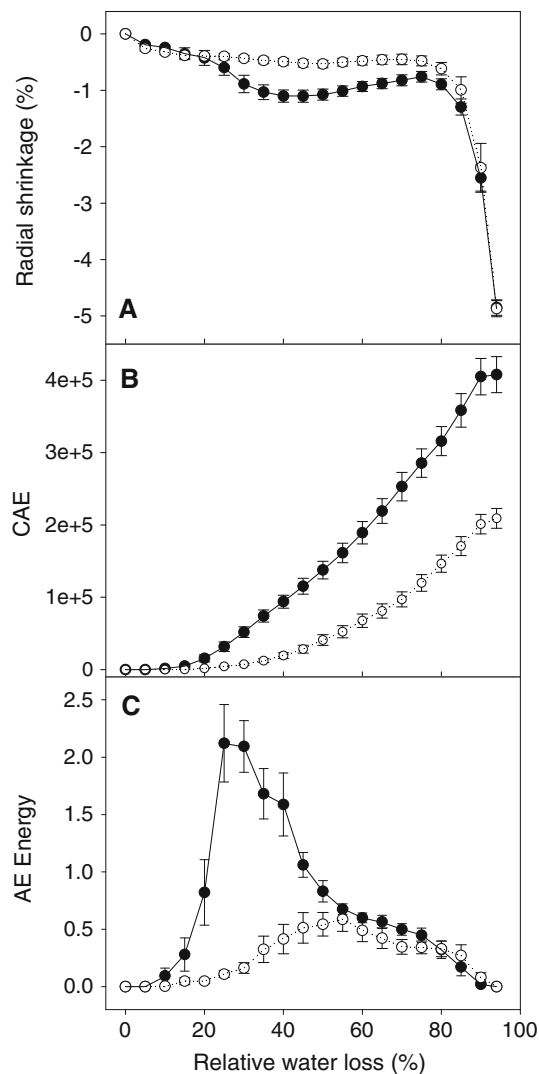 0
-1
-2
-3
-4
-5
Radial shrinkage (%)
A
4e+5
3e+5
2e+5
1e+5
0
CAE
B
2.5
2.0
1.5
1.0
0.5
0.0
AE Energy
C
0 20 40 60 80 100
Relative water loss (%)